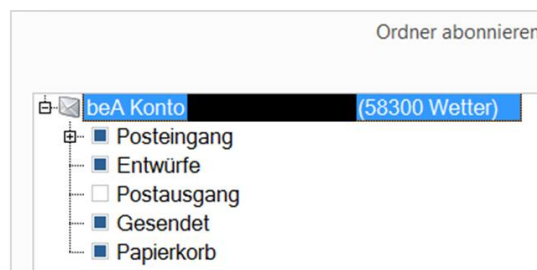 Ordner abonnieren
beA Konto (58300 Wetter)
Posteingang
Entwürfe
Postausgang
Gesendet
Papierkorb